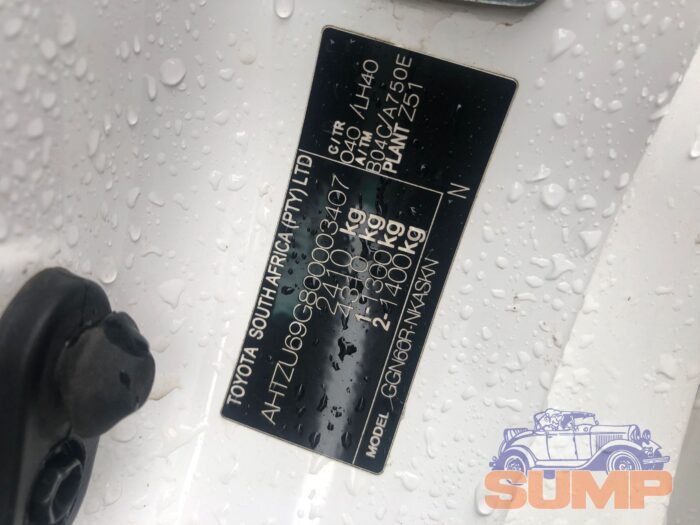 TOYOTA SOUTH AFRICA (PTY) LTD
AHTZU69G800003407
2410 kg
4310 kg
1-1300 kg
2-1400 kg
C/TR
040 /LH40
A/TM
B04C/A750E
PLANT Z51
MODEL GGN60R-NKASKN N
SUMP